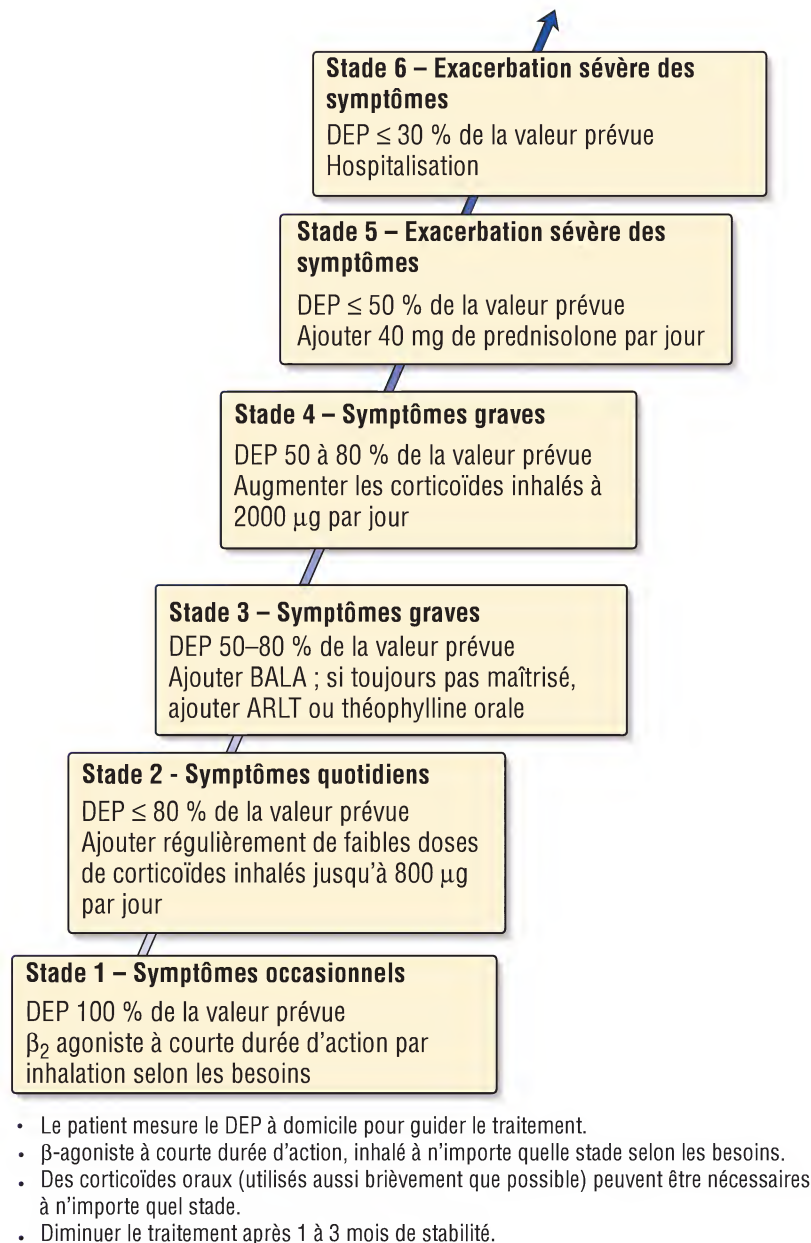 Stade 6 – Exacerbation sévère des
symptômes
DEP ≤ 30 % de la valeur prévue
Hospitalisation
Stade 5 – Exacerbation sévère des
symptômes
DEP ≤ 50 % de la valeur prévue
Ajouter 40 mg de prednisolone par jour
Stade 4 – Symptômes graves
DEP 50 à 80 % de la valeur prévue
Augmenter les corticoïdes inhalés à
2000 µg par jour
Stade 3 – Symptômes graves
DEP 50–80 % de la valeur prévue
Ajouter BALA ; si toujours pas maîtrisé,
ajouter ARLT ou théophylline orale
Stade 2 - Symptômes quotidiens
DEP ≤ 80 % de la valeur prévue
Ajouter régulièrement de faibles doses
de corticoïdes inhalés jusqu’à 800 µg
par jour
Stade 1 – Symptômes occasionnels
DEP 100 % de la valeur prévue
β₂ agoniste à courte durée d’action par
inhalation selon les besoins
• Le patient mesure le DEP à domicile pour guider le traitement.
• β-agoniste à courte durée d’action, inhalé à n’importe quelle stade selon les besoins.
• Des corticoïdes oraux (utilisés aussi brièvement que possible) peuvent être nécessaires
à n’importe quel stade.
• Diminuer le traitement après 1 à 3 mois de stabilité.